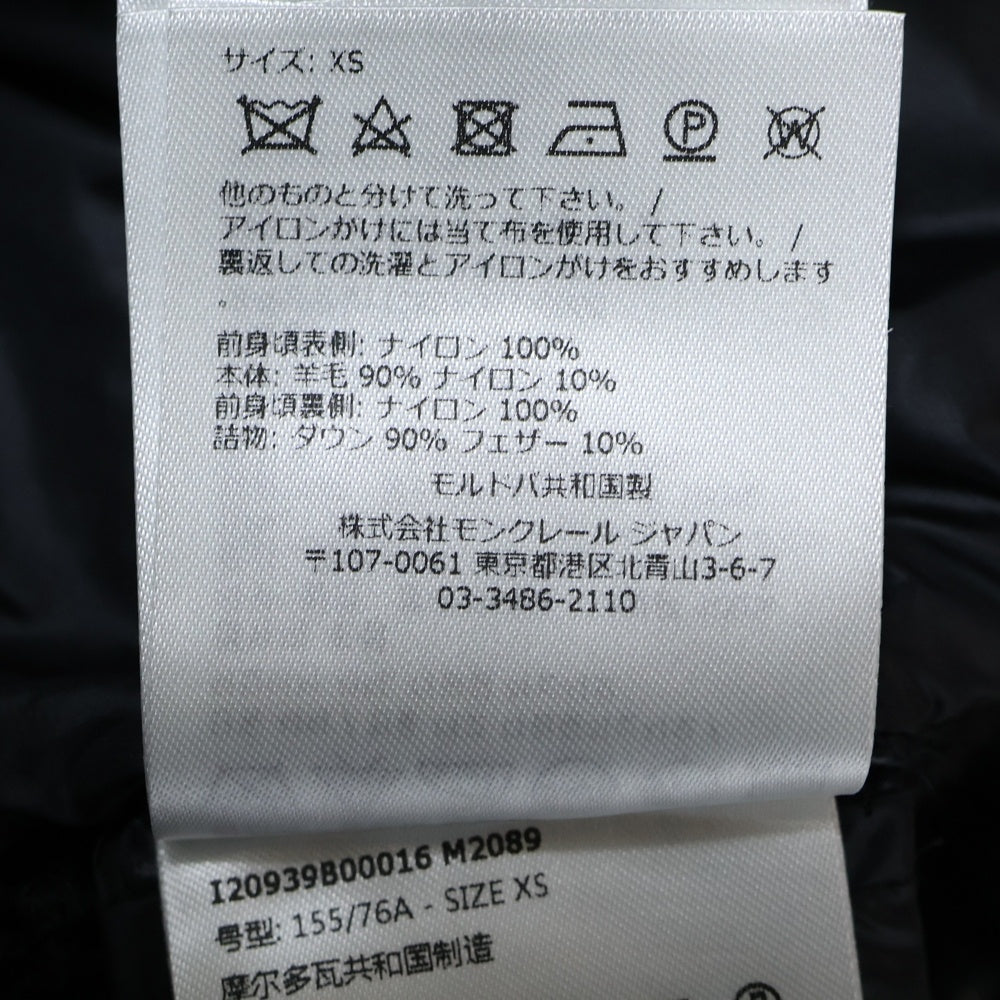 サイズ: XS
P
W
他のものと分けて洗って下さい。 /
アイロンがけには当て布を使用して下さい。 /
裏返しての洗濯とアイロンがけをおすすめします
。
前身頃表側: ナイロン 100%
本体: 羊毛 90% ナイロン 10%
前身頃裏側: ナイロン 100%
詰物: ダウン 90% フェザー 10%
モルトバ共和国製
株式会社モンクレール ジャパン
〒107-0061 東京都港区北青山3-6-7
03-3486-2110
I20939B00016 M2089
号型: 155/76A - SIZE XS
摩尔多瓦共和国制造